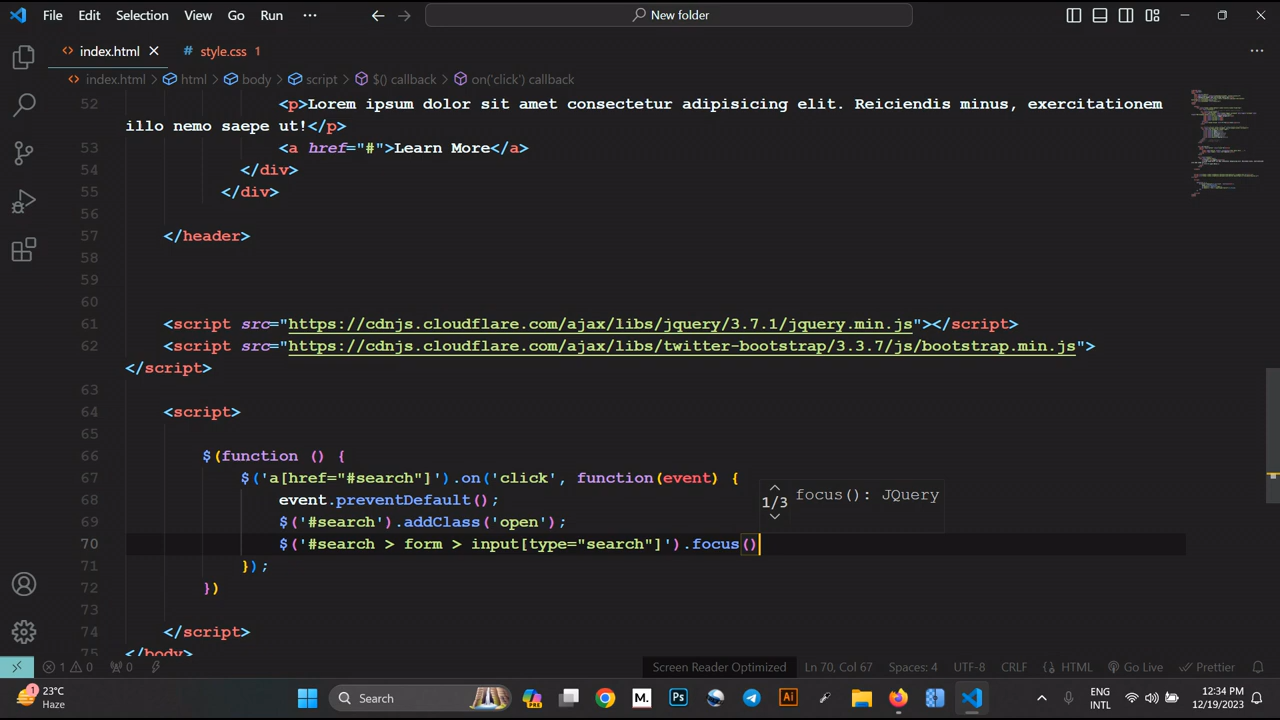 File Edit Selection View Go Run ··· New folder
index.html style.css 1
index.html > html > body > script > $() callback > on('click') callback
52 <p>Lorem ipsum dolor sit amet consectetur adipisicing elit. Reiciendis minus, exercitationem
illo nemo saepe ut!</p>
53 <a href="#">Learn More</a>
54 </div>
55 </div>
56
57 </header>
58
59
60
61 <script src="https://cdnjs.cloudflare.com/ajax/libs/jquery/3.7.1/jquery.min.js"></script>
62 <script src="https://cdnjs.cloudflare.com/ajax/libs/twitter-bootstrap/3.3.7/js/bootstrap.min.js">
</script>
63
64 <script>
65
66 $(function () {
67 $('a[href="#search"]').on('click', function(event) {
68 event.preventDefault();
1/3 focus(): JQuery
69 $('#search').addClass('open');
70 $('#search > form > input[type="search"]').focus()
71 });
72 })
73
74 </script>
75 </body>
1 0 0 Screen Reader Optimized Ln 70, Col 67 Spaces: 4 UTF-8 CRLF HTML Go Live Prettier
1 23°C Search PRE M. Ps Ai ENG 12:34 PM
Haze INTL 12/19/2023